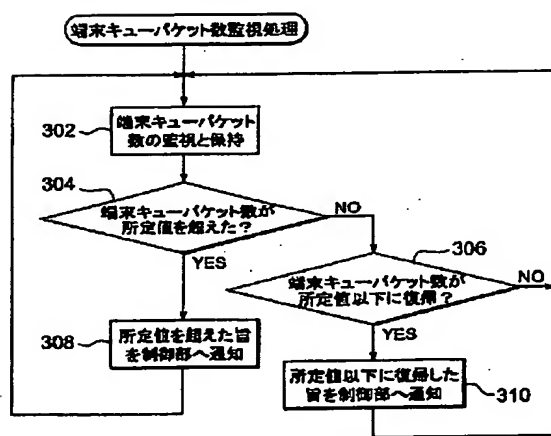 端末キューパケット数監視処理
302
端末キューパケット
数の監視と保持
304
端末キューパケット数が
所定値を超えた?
NO
YES
306
端末キューパケット数が
所定値以下に復帰?
NO
YES
308
所定値を超えた旨
を制御部へ通知
所定値以下に復帰した
旨を制御部へ通知
310